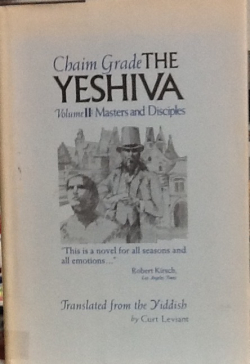 Chaim Grade THE
YESHIVA
Volume II: Masters and Disciples
"This is a novel for all seasons and
all emotions..."
Robert Kirsch,
Los Angeles Times
Translated from the Yiddish
by Curt Leviant